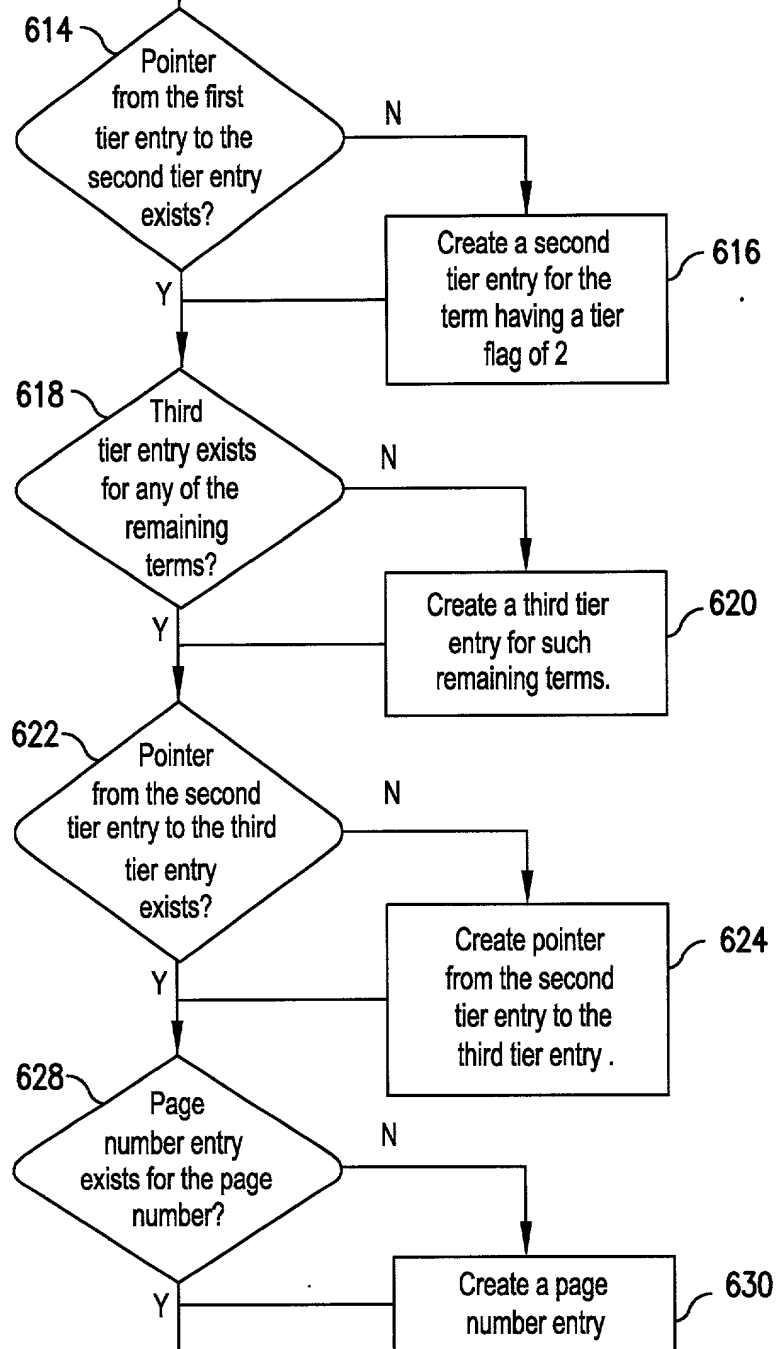 614
Pointer
from the first
tier entry to the
second tier entry
exists?
N
Create a second
tier entry for the
term having a tier
flag of 2
616
Y
618
Third
tier entry exists
for any of the
remaining
terms?
N
Create a third tier
entry for such
remaining terms.
620
Y
622
Pointer
from the second
tier entry to the third
tier entry
exists?
N
Create pointer
from the second
tier entry to the
third tier entry .
624
Y
628
Page
number entry
exists for the page
number?
N
Create a page
number entry
630
Y